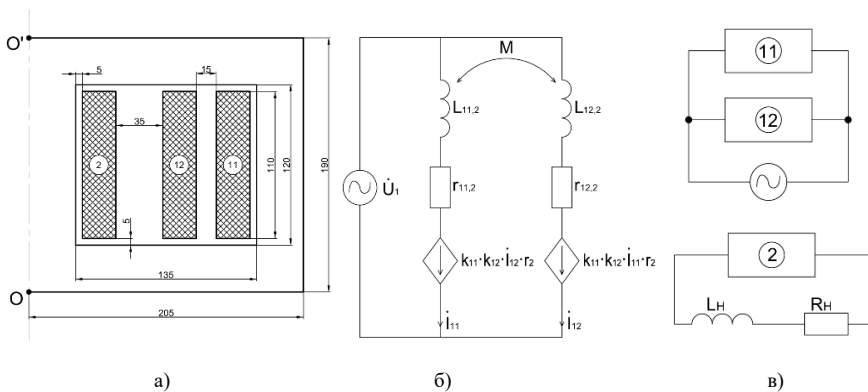 O'
5
15
35
2
12
11
110
120
190
5
135
O
205
а)
M
L11,2
L12,2
U̇1
r11,2
r12,2
k11·k12·i̇12·r2
k11·k12·i̇11·r2
i̇11
i̇12
б)
11
12
2
LН
RН
в)